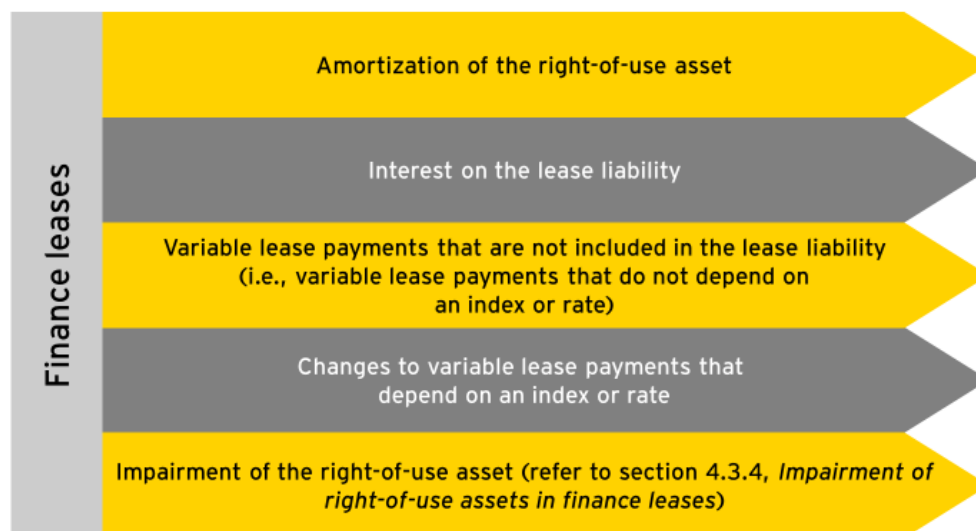 Finance leases
Amortization of the right-of-use asset
Interest on the lease liability
Variable lease payments that are not included in the lease liability
(i.e., variable lease payments that do not depend on
an index or rate)
Changes to variable lease payments that
depend on an index or rate
Impairment of the right-of-use asset (refer to section 4.3.4, Impairment of
right-of-use assets in finance leases)